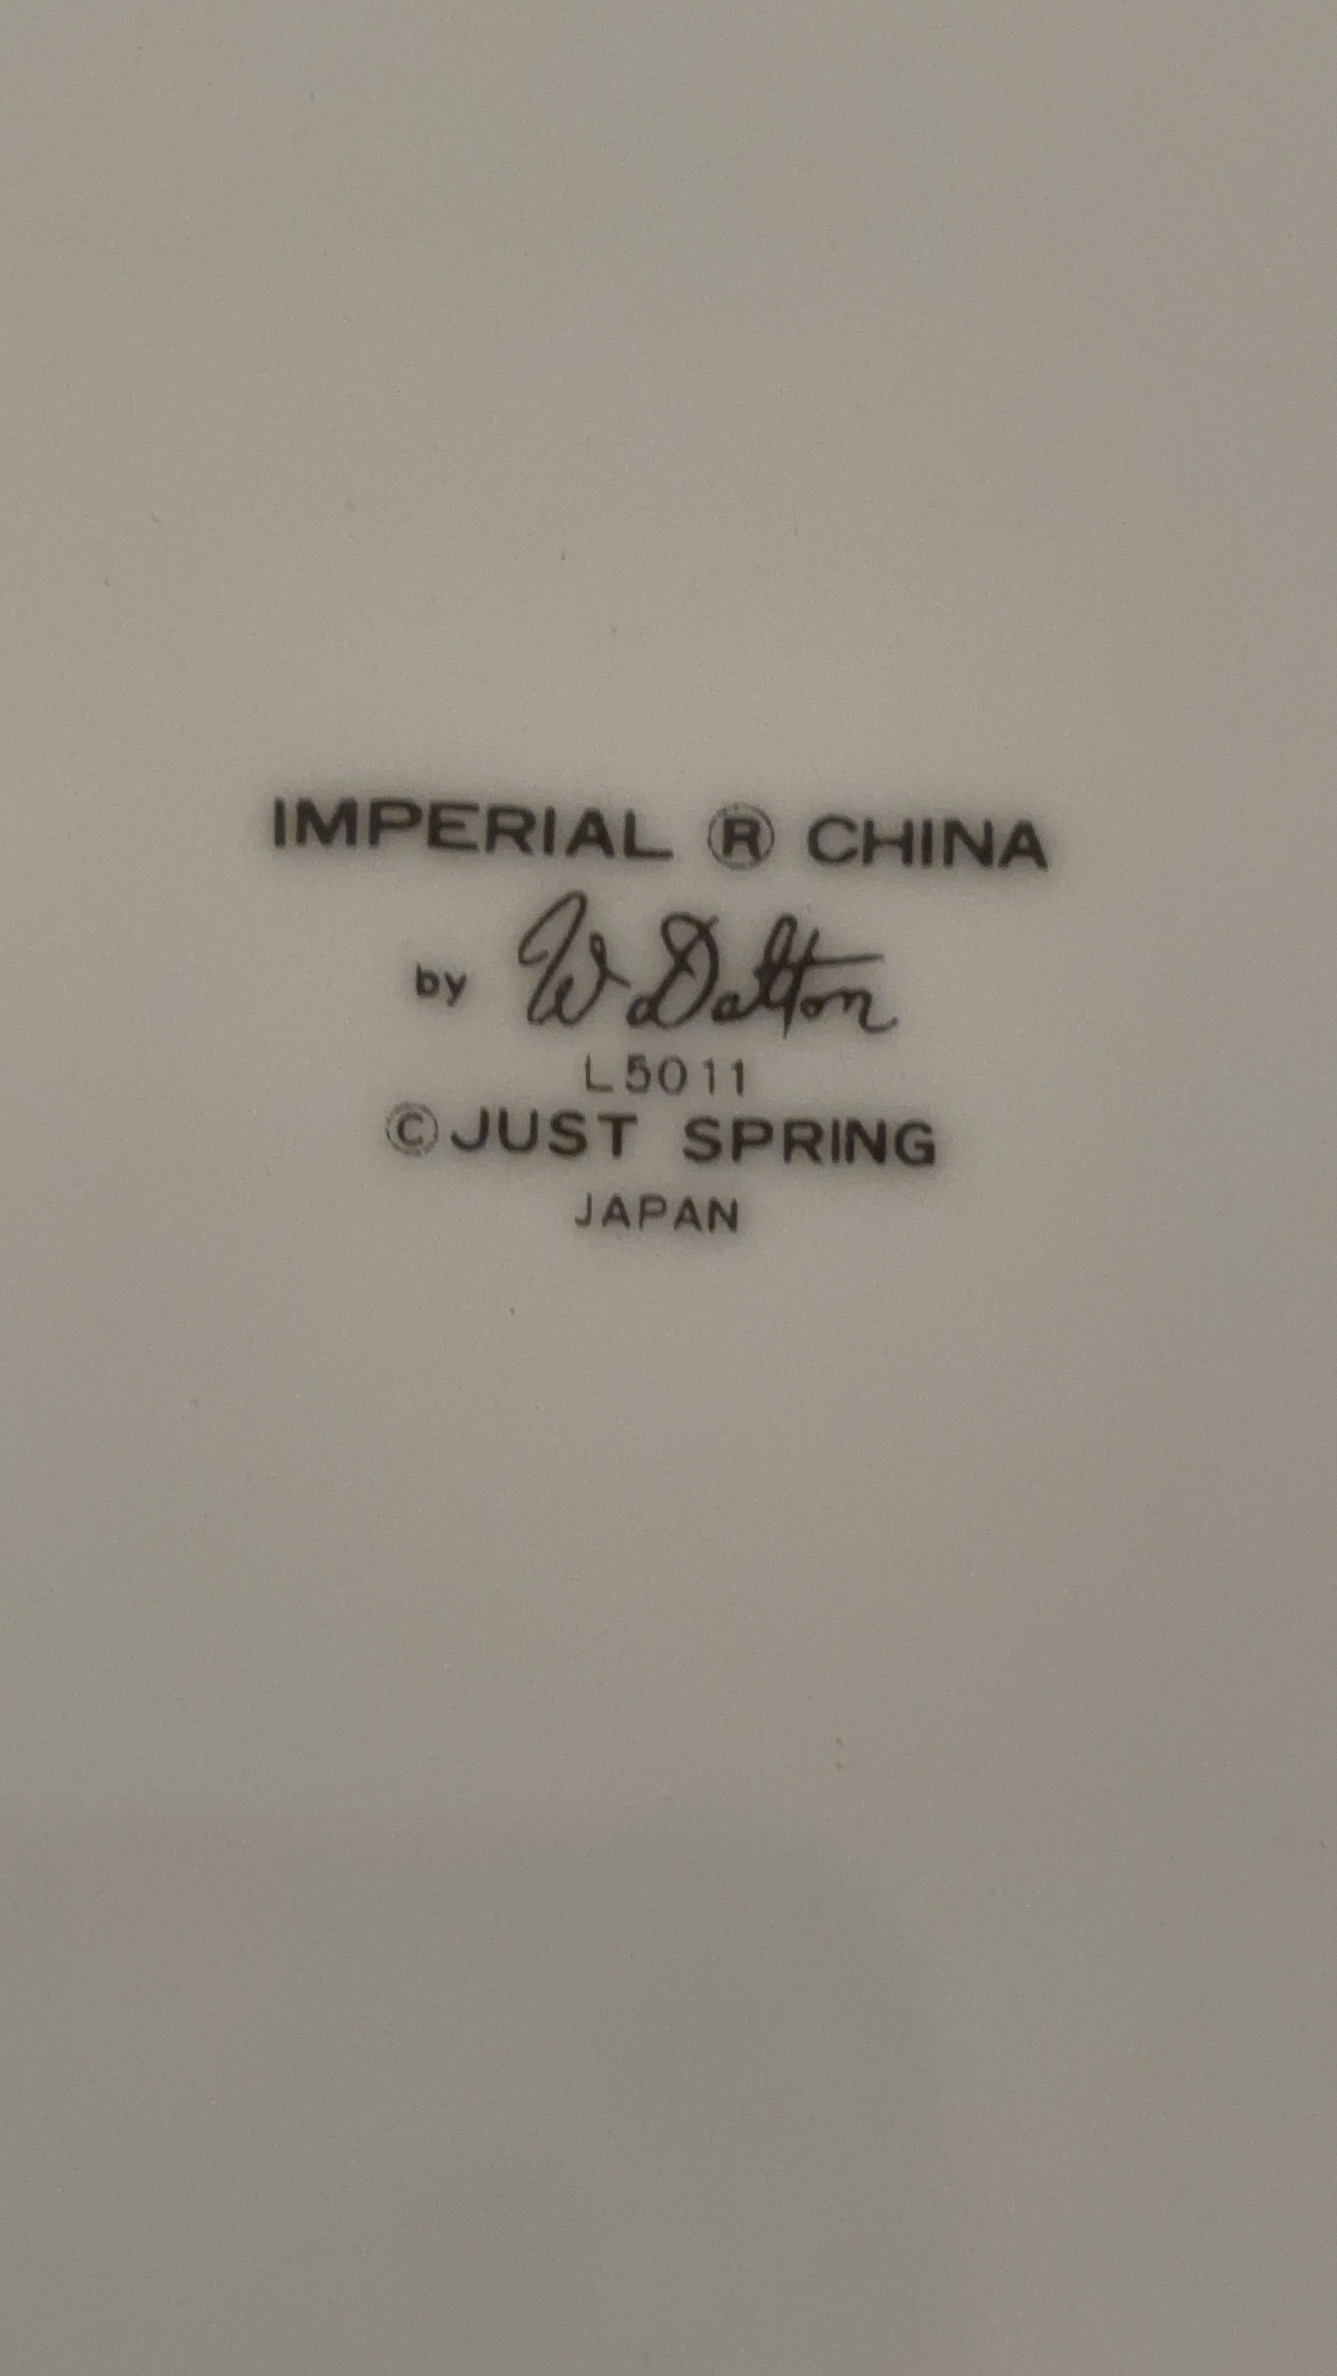 IMPERIAL ® CHINA
by W. Dalton
L5011
© JUST SPRING
JAPAN